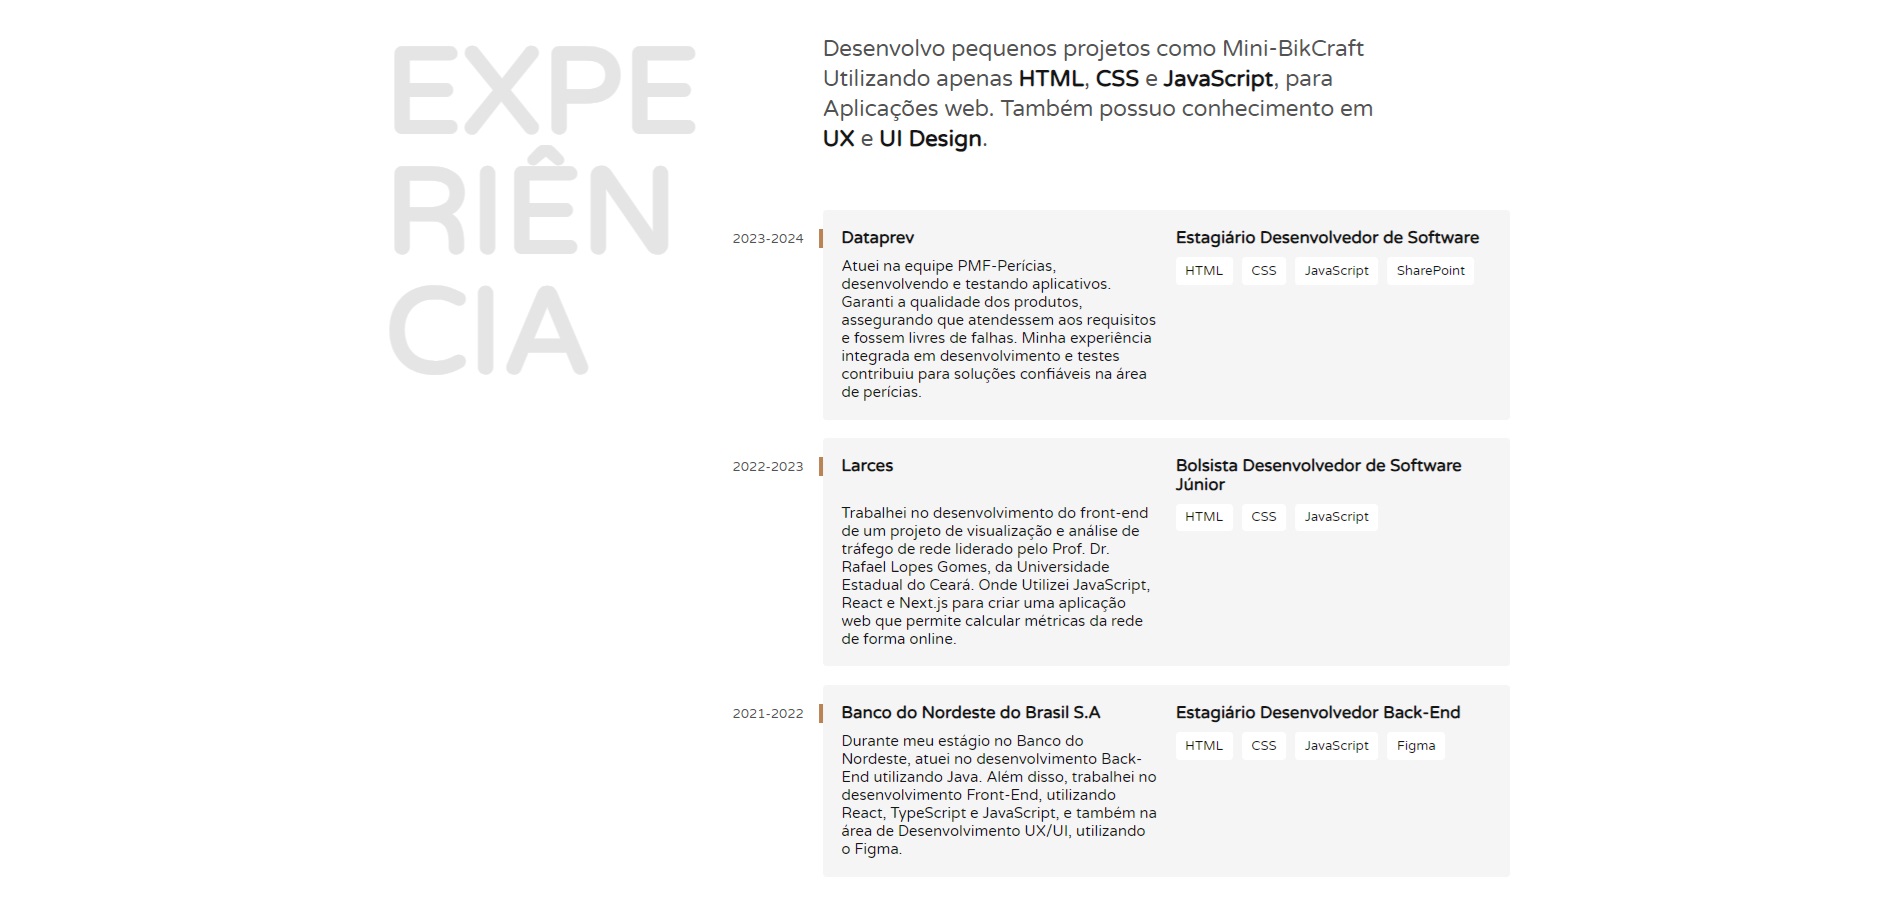 EXPE
RIÊN
CIA
Desenvolvo pequenos projetos como Mini-BikCraft
Utilizando apenas HTML, CSS e JavaScript, para
Aplicações web. Também possuo conhecimento em
UX e UI Design.
2023-2024
Dataprev
Atuei na equipe PMF-Perícias,
desenvolvendo e testando aplicativos.
Garanti a qualidade dos produtos,
assegurando que atendessem aos requisitos
e fossem livres de falhas. Minha experiência
integrada em desenvolvimento e testes
contribuiu para soluções confiáveis na área
de perícias.
Estagiário Desenvolvedor de Software
HTML CSS JavaScript SharePoint
2022-2023
Larces
Trabalhei no desenvolvimento do front-end
de um projeto de visualização e análise de
tráfego de rede liderado pelo Prof. Dr.
Rafael Lopes Gomes, da Universidade
Estadual do Ceará. Onde Utilizei JavaScript,
React e Next.js para criar uma aplicação
web que permite calcular métricas da rede
de forma online.
Bolsista Desenvolvedor de Software
Júnior
HTML CSS JavaScript
2021-2022
Banco do Nordeste do Brasil S.A
Durante meu estágio no Banco do
Nordeste, atuei no desenvolvimento Back-
End utilizando Java. Além disso, trabalhei no
desenvolvimento Front-End, utilizando
React, TypeScript e JavaScript, e também na
área de Desenvolvimento UX/UI, utilizando
o Figma.
Estagiário Desenvolvedor Back-End
HTML CSS JavaScript Figma